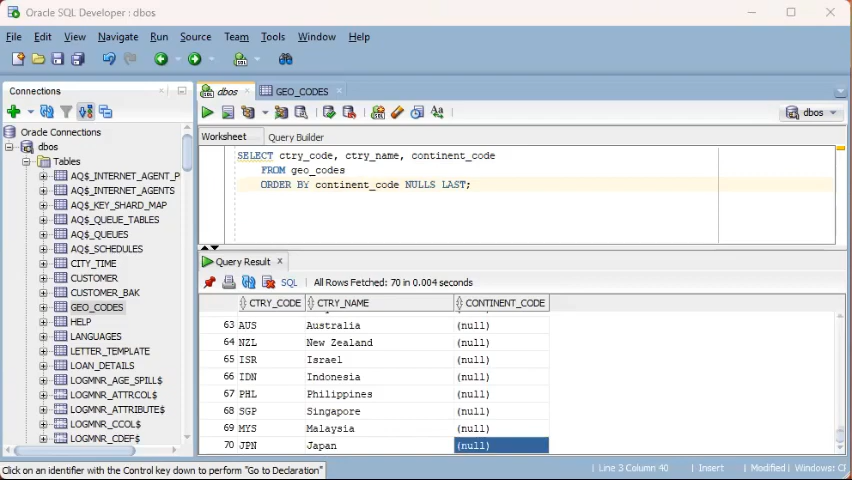 Oracle SQL Developer : dbos
File Edit View Navigate Run Source Team Tools Window Help
Connections
dbos
GEO_CODES
dbos
Worksheet
Query Builder
Oracle Connections
dbos
Tables
AQ$_INTERNET_AGENT_P
AQ$_INTERNET_AGENTS
AQ$_KEY_SHARD_MAP
AQ$_QUEUE_TABLES
AQ$_QUEUES
AQ$_SCHEDULES
CITY_TIME
CUSTOMER
CUSTOMER_BAK
GEO_CODES
HELP
LANGUAGES
LETTER_TEMPLATE
LOAN_DETAILS
LOGMNR_AGE_SPILL$
LOGMNR_ATTRCOL$
LOGMNR_ATTRIBUTE$
LOGMNR_CCOL$
LOGMNR_CDEF$
SELECT ctry_code, ctry_name, continent_code
FROM geo_codes
ORDER BY continent_code NULLS LAST;
Query Result
SQL
All Rows Fetched: 70 in 0.004 seconds
CTRY_CODE CTRY_NAME CONTINENT_CODE
63 AUS Australia (null)
64 NZL New Zealand (null)
65 ISR Israel (null)
66 IDN Indonesia (null)
67 PHL Philippines (null)
68 SGP Singapore (null)
69 MYS Malaysia (null)
70 JPN Japan (null)
Click on an identifier with the Control key down to perform "Go to Declaration"
Line 3 Column 40
Insert
Modified
Windows: CR